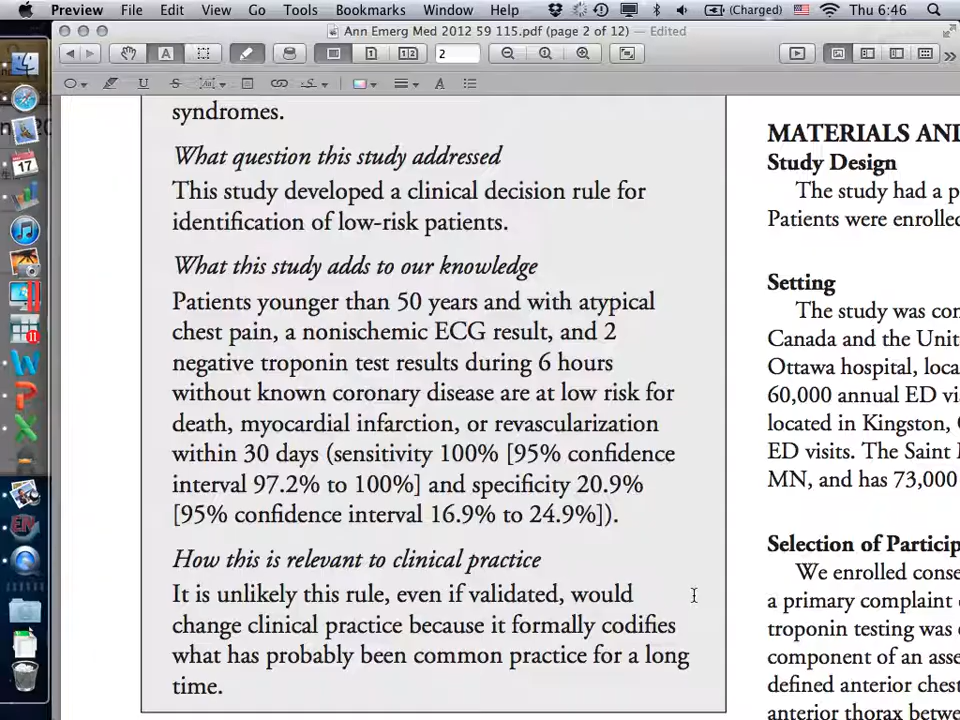 Preview File Edit View Go Tools Bookmarks Window Help (Charged) Thu 6:46
Ann Emerg Med 2012 59 115.pdf (page 2 of 12) — Edited
A 1 1 2 2
U S A
17
11
syndromes.
What question this study addressed
This study developed a clinical decision rule for
identification of low-risk patients.
What this study adds to our knowledge
Patients younger than 50 years and with atypical
chest pain, a nonischemic ECG result, and 2
negative troponin test results during 6 hours
without known coronary disease are at low risk for
death, myocardial infarction, or revascularization
within 30 days (sensitivity 100% [95% confidence
interval 97.2% to 100%] and specificity 20.9%
[95% confidence interval 16.9% to 24.9%]).
How this is relevant to clinical practice
It is unlikely this rule, even if validated, would
change clinical practice because it formally codifies
what has probably been common practice for a long
time.
MATERIALS AN
Study Design
The study had a p
Patients were enrolle
Setting
The study was con
Canada and the Unit
Ottawa hospital, loca
60,000 annual ED vi
located in Kingston, 
ED visits. The Saint
MN, and has 73,000
Selection of Particip
We enrolled conse
a primary complaint
troponin testing was
component of an asse
defined anterior chest
anterior thorax betwe